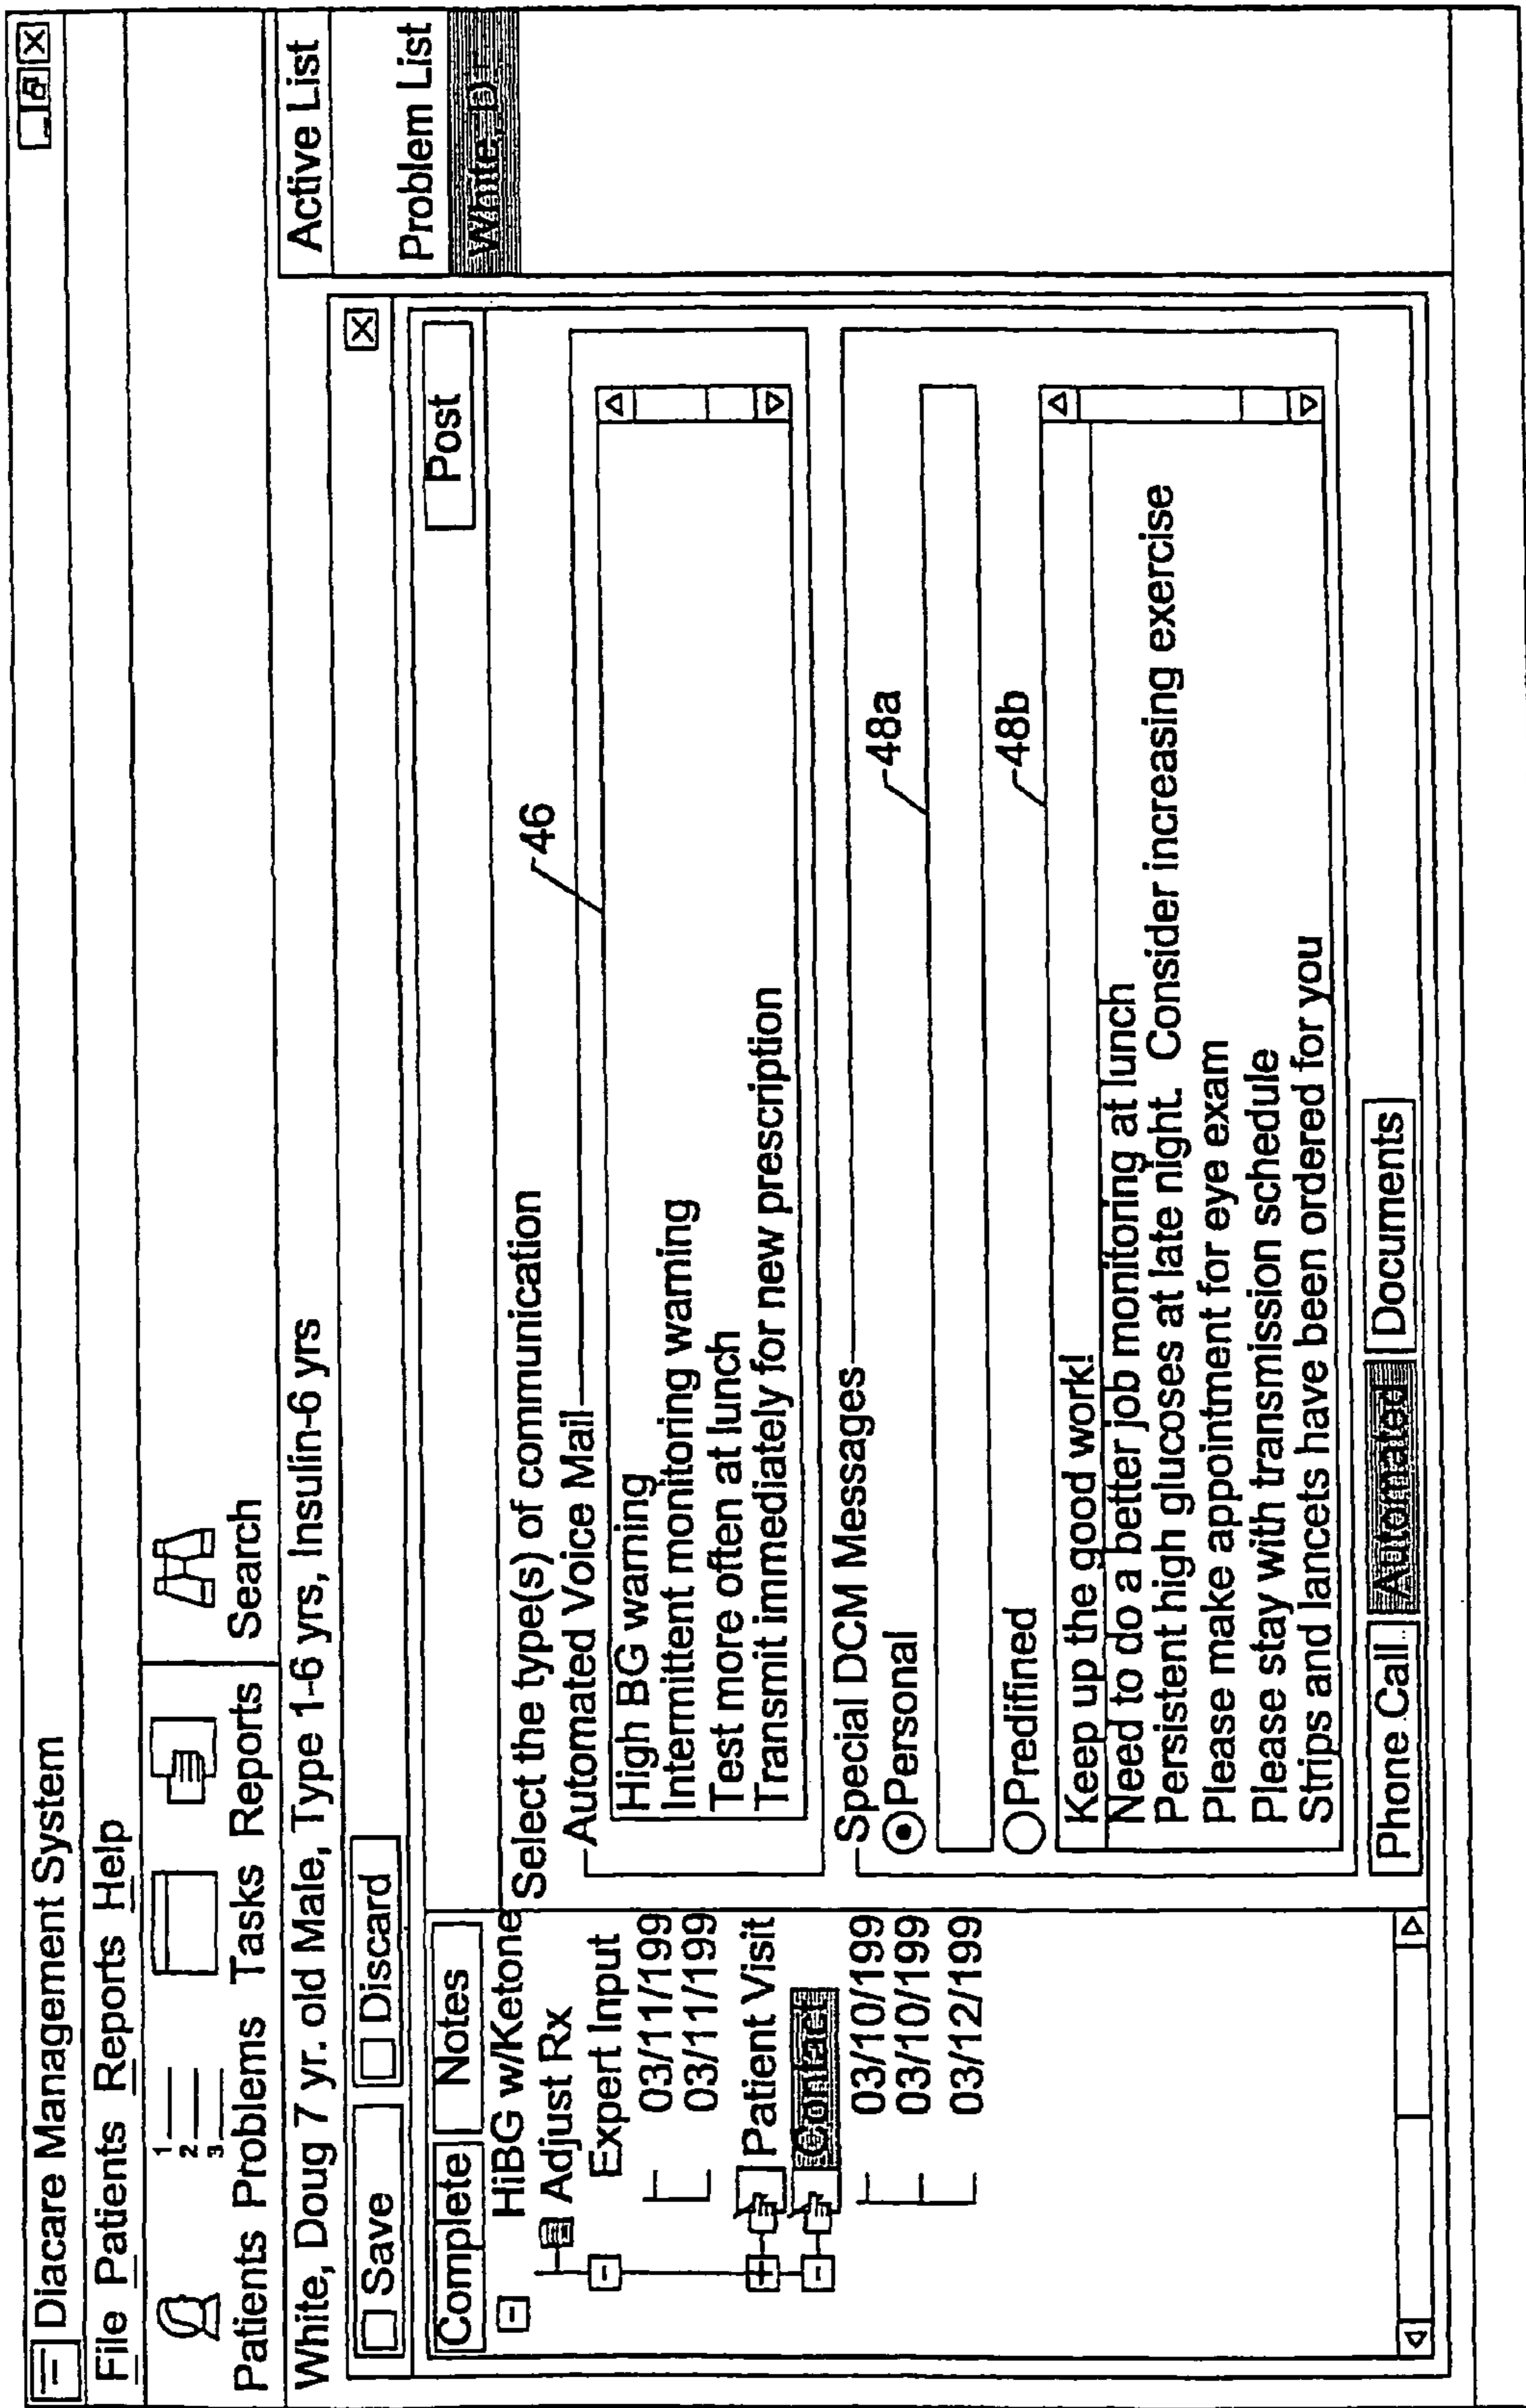 Diacare Management System
File Patients Reports Help
1
2
3
Patients Problems Tasks Reports Search
White, Doug 7 yr. old Male, Type 1-6 yrs, Insulin-6 yrs
Active List
Problem List
White, D
Save Discard
Complete Notes
Post
HiBG w/Ketone
Adjust Rx
Expert Input
03/11/199
03/11/199
Patient Visit
Contact
03/10/199
03/10/199
03/12/199
Select the type(s) of communication
Automated Voice Mail
46
High BG warning
Intermittent monitoring warning
Test more often at lunch
Transmit immediately for new prescription
Special DCM Messages
Personal
48a
Predifined
48b
Keep up the good work!
Need to do a better job monitoring at lunch
Persistent high glucoses at late night. Consider increasing exercise
Please make appointment for eye exam
Please stay with transmission schedule
Strips and lancets have been ordered for you
Phone Call Automated Documents